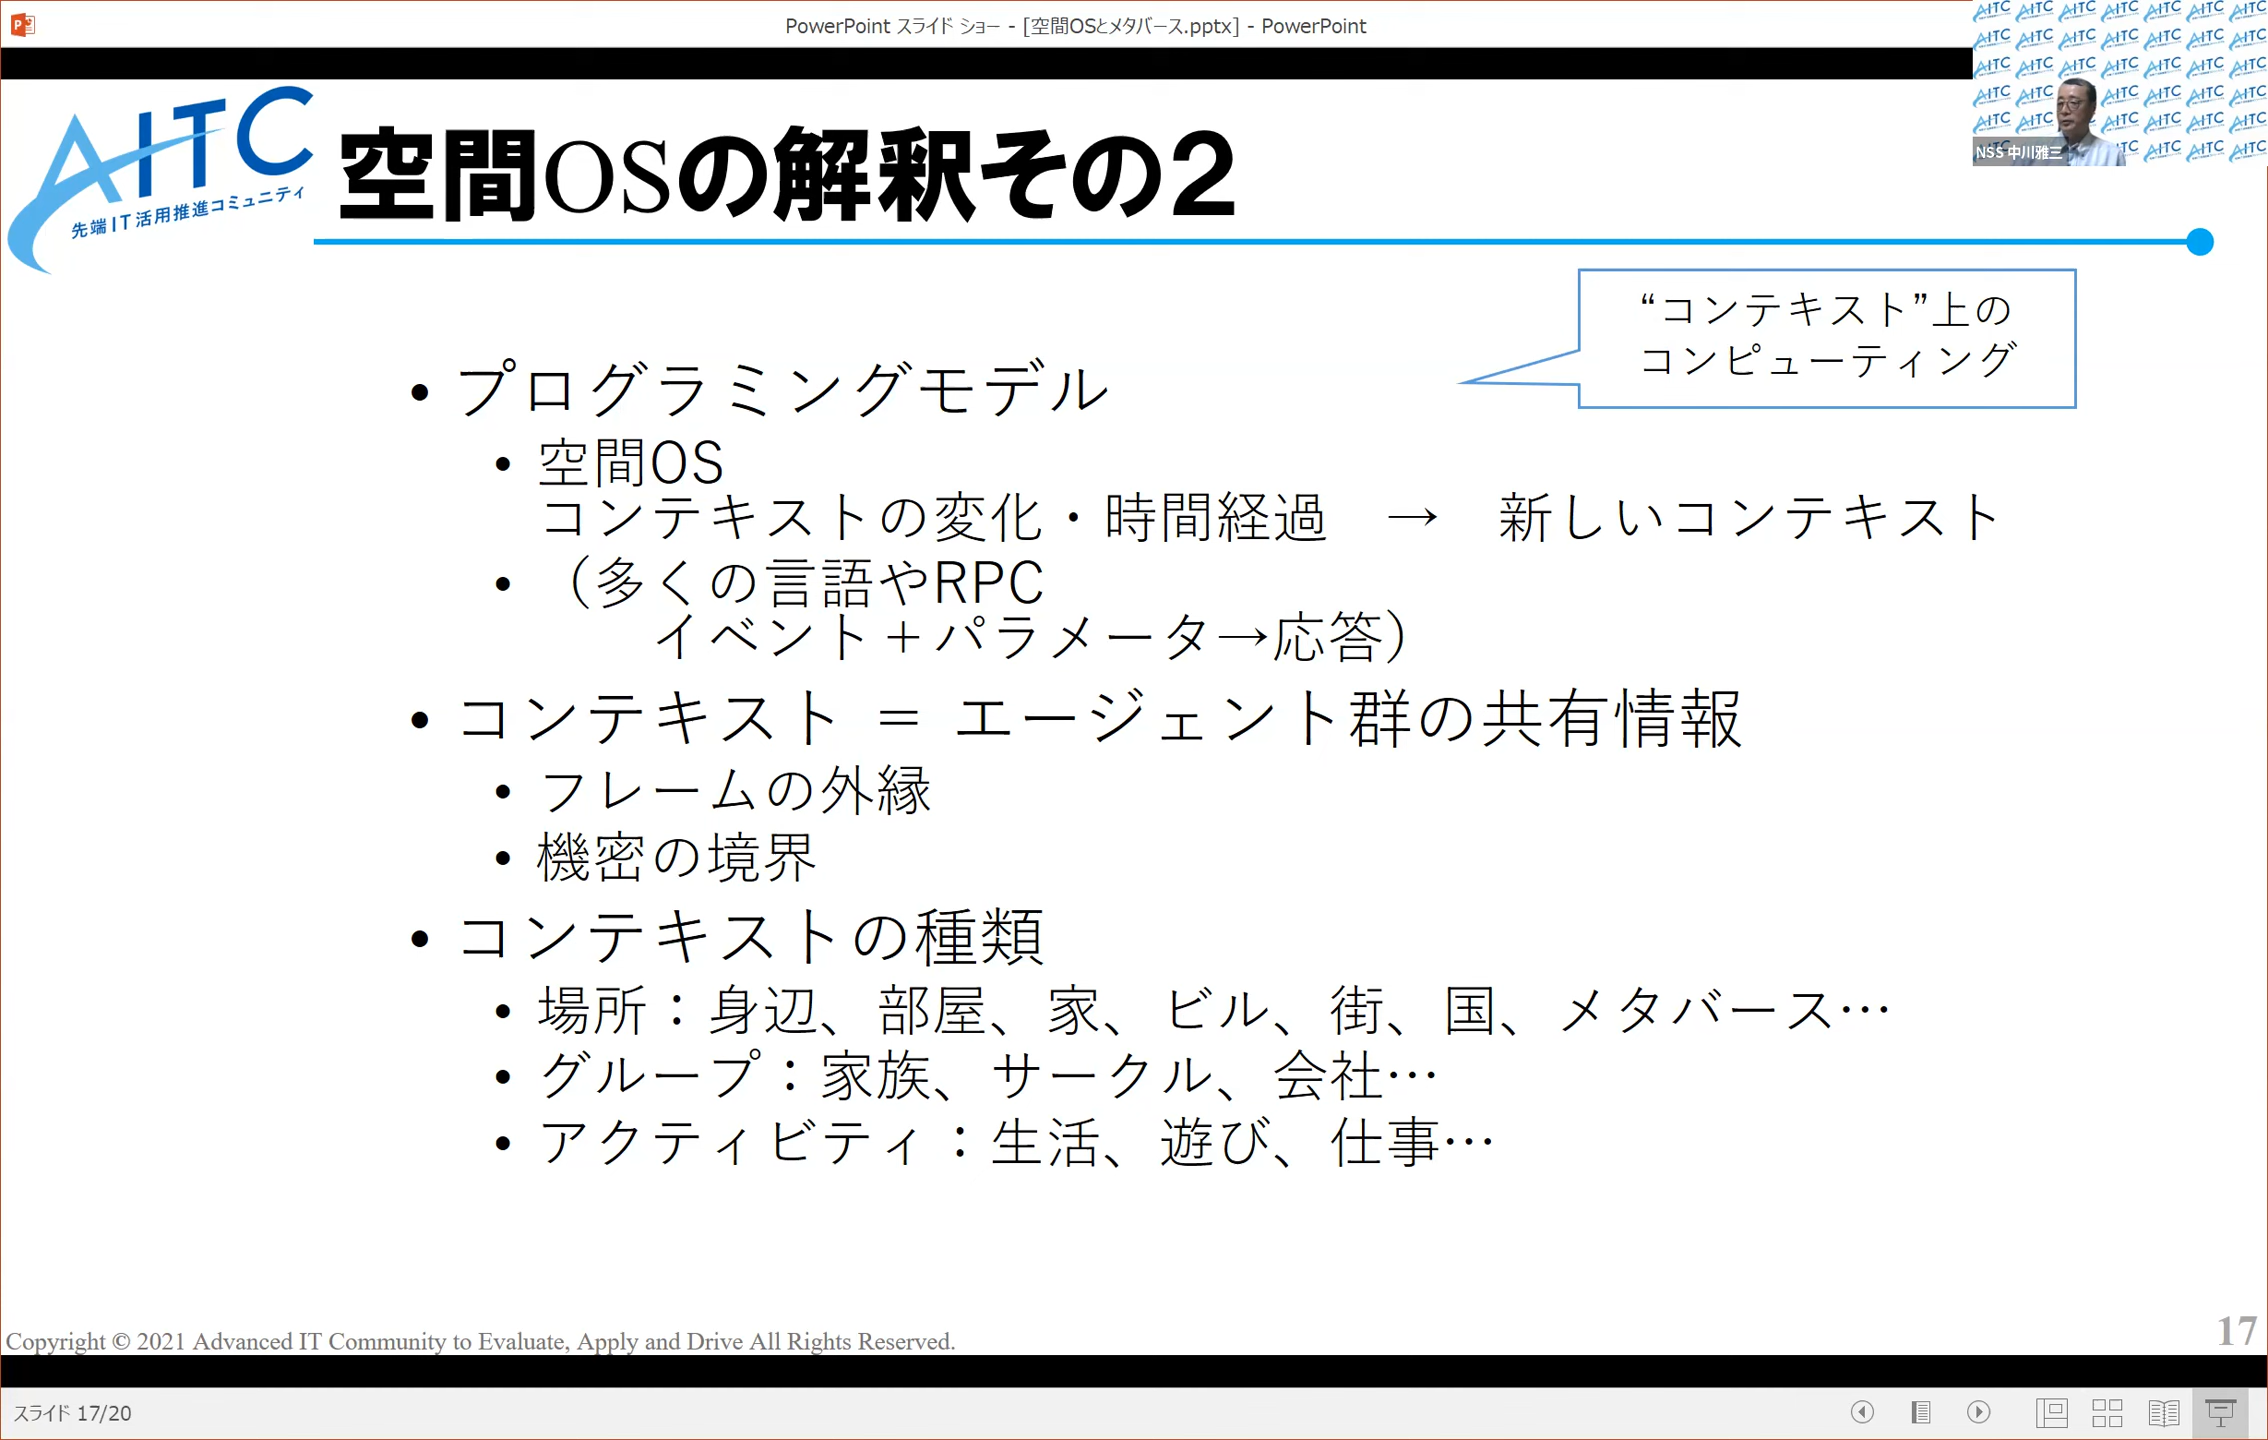 PowerPoint スライド ショー - [空間OSとメタバース.pptx] - PowerPoint
AITC
先端IT活用推進コミュニティ
空間OSの解釈その2
NSS 中川雅三
“コンテキスト”上の
コンピューティング
• プログラミングモデル
• 空間OS
コンテキストの変化・時間経過　→　新しいコンテキスト
• （多くの言語やRPC
イベント＋パラメータ→応答）
• コンテキスト ＝ エージェント群の共有情報
• フレームの外縁
• 機密の境界
• コンテキストの種類
• 場所：身辺、部屋、家、ビル、街、国、メタバース…
• グループ：家族、サークル、会社…
• アクティビティ：生活、遊び、仕事…
Copyright © 2021 Advanced IT Community to Evaluate, Apply and Drive All Rights Reserved.
17
スライド 17/20